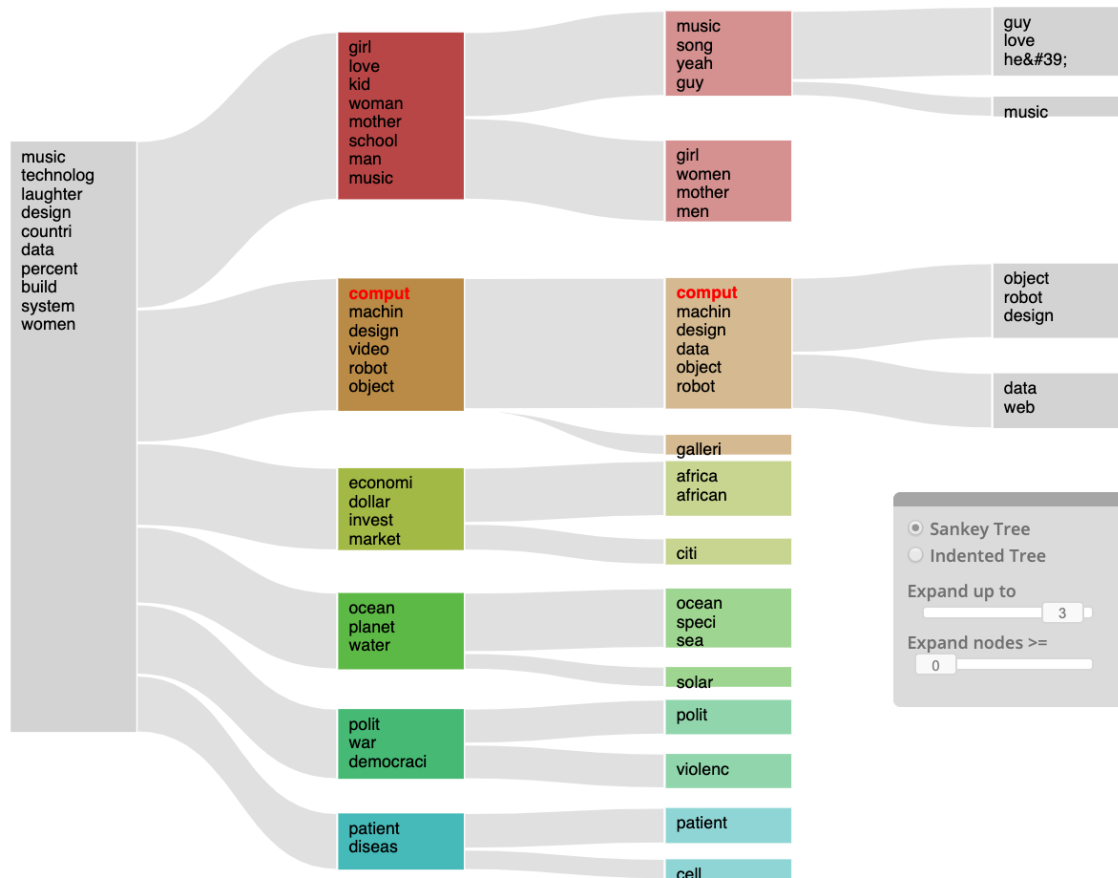 music
technolog
laughter
design
countri
data
percent
build
system
women
girl
love
kid
woman
mother
school
man
music
comput
machin
design
video
robot
object
economi
dollar
invest
market
ocean
planet
water
polit
war
democraci
patient
diseas
music
song
yeah
guy
girl
women
mother
men
comput
machin
design
data
object
robot
galleri
africa
african
citi
ocean
speci
sea
solar
polit
violenc
patient
cell
guy
love
he&#39;
music
object
robot
design
data
web
Sankey Tree
Indented Tree
Expand up to
3
Expand nodes >=
0